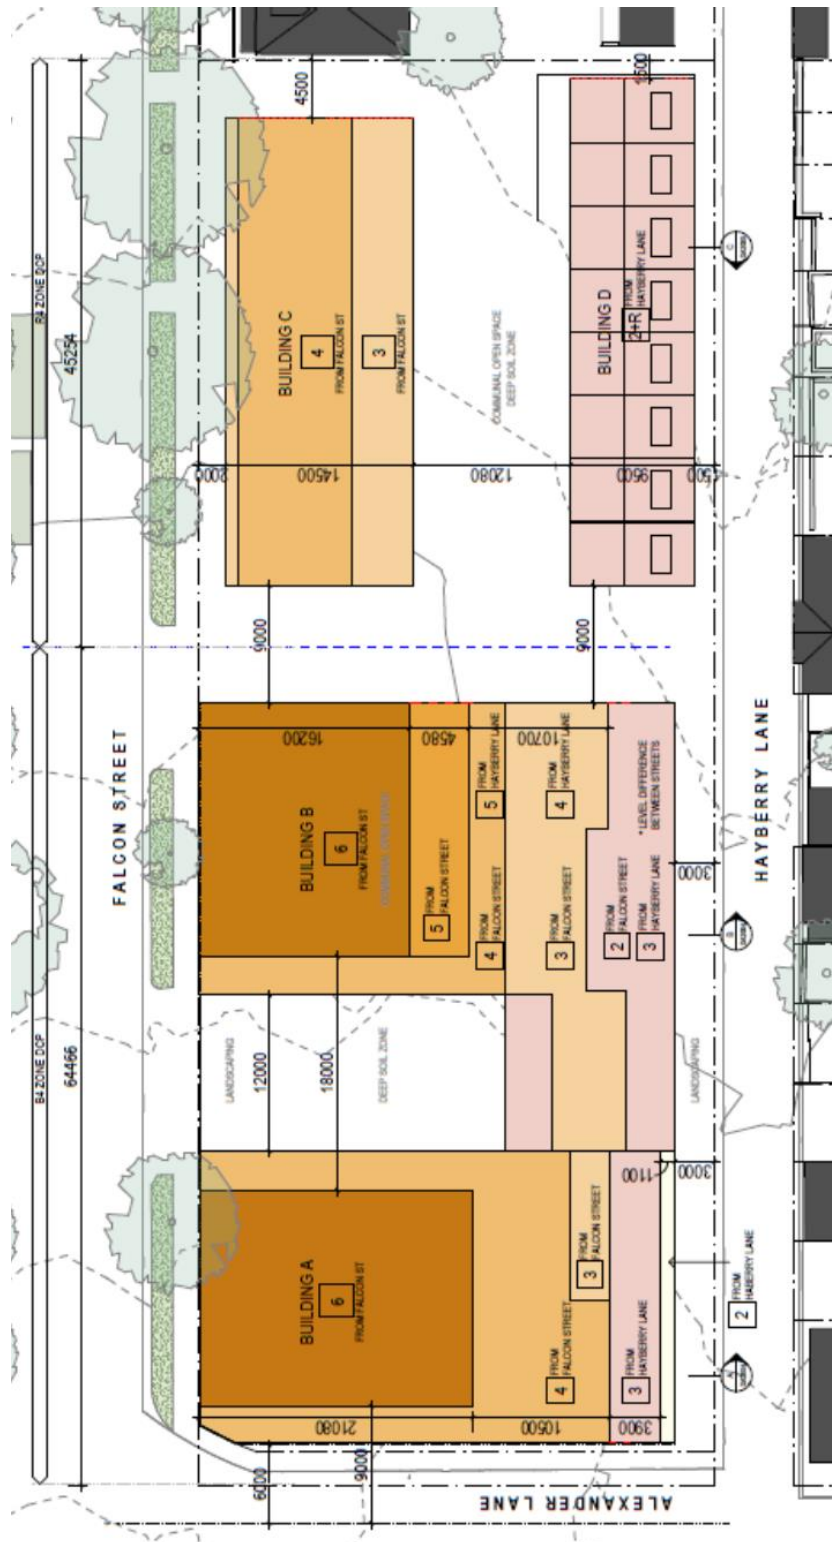 R4 ZONE DCP
45254
B4 ZONE DCP
64466
FALCON STREET
4500
1500
BUILDING C
4
FROM FALCON ST
3
FROM FALCON ST
COMMUNAL OPEN SPACE
DEEP SOIL ZONE
BUILDING D
2+R
FROM
HAYBERRY LANE
2000
14500
12080
9500
1500
C
9000
9000
16200
4580
10700
BUILDING B
6
FROM FALCON ST
5
FROM
FALCON STREET
5
FROM
HAYBERRY LANE
4
FROM
HAYBERRY LANE
4
FROM
FALCON STREET
3
FROM
FALCON STREET
2
FROM
FALCON STREET
3
FROM
HAYBERRY LANE
* LEVEL DIFFERENCE
BETWEEN STREETS
3000
HAYBERRY LANE
B
LANDSCAPING
12000
18000
DEEP SOIL ZONE
LANDSCAPING
1100
3000
BUILDING A
6
FROM FALCON ST
3
FROM
FALCON STREET
4
FROM
FALCON STREET
3
FROM
HAYBERRY LANE
2
FROM
HABERRY LANE
21080
10500
3900
6000
9000
ALEXANDER LANE